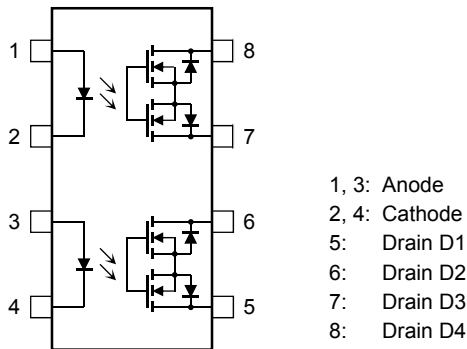 1
8
2
7
3
6
4
5
1, 3: Anode
2, 4: Cathode
5: Drain D1
6: Drain D2
7: Drain D3
8: Drain D4